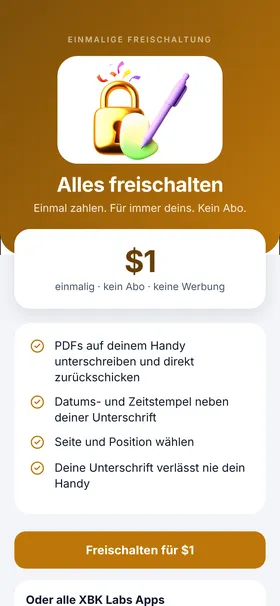 EINMALIGE FREISCHALTUNG
Alles freischalten
Einmal zahlen. Für immer deins. Kein Abo.
$1
einmalig · kein Abo · keine Werbung
PDFs auf deinem Handy
unterschreiben und direkt
zurückschicken
Datums- und Zeitstempel neben
deiner Unterschrift
Seite und Position wählen
Deine Unterschrift verlässt nie dein
Handy
Freischalten für $1
Oder alle XBK Labs Apps